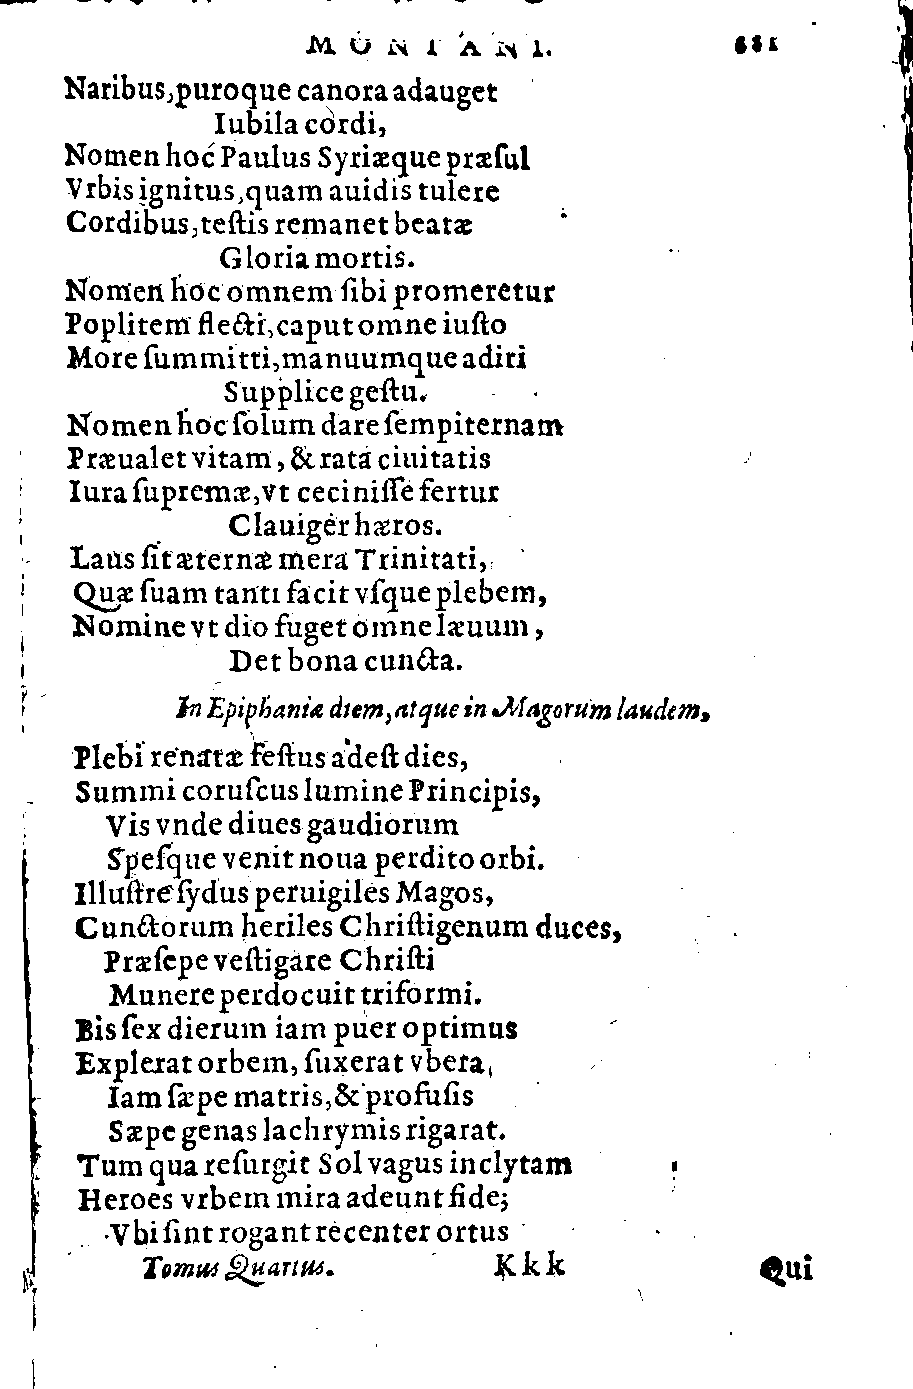 MONTANI. 681
Naribus, puroque canora adauget
Iubila cordi,
Nomen hoc Paulus Syriæque præſul
Vrbis ignitus, quam auidis tulere
Cordibus, teſtis remanet beatæ
Gloria mortis.
Nomen hoc omnem ſibi promeretur
Poplitem flecti, caput omne iuſto
More ſummitti, manuumque aditi
Supplice geſtu.
Nomen hoc ſolum dare ſempiternam
Præualet vitam, & rata ciuitatis
Iura ſupremæ, vt ceciniſſe fertur
Clauiger hæros.
Laus ſit æternæ mera Trinitati,
Quæ ſuam tanti facit vſque plebem,
Nomine vt dio fuget omne læuum,
Det bona cuncta.
In Epiphaniæ diem, atque in Magorum laudem,
Plebi renatæ feſtus adeſt dies,
Summi coruſcus lumine Principis,
Vis vnde diues gaudiorum
Speſque venit noua perdito orbi.
Illuſtre ſydus peruigiles Magos,
Cunctorum heriles Chriſtigenum duces,
Præſepe veſtigare Chriſti
Munere perdocuit triformi.
Bis ſex dierum iam puer optimus
Explerat orbem, ſuxerat vbera,
Iam ſæpe matris, & profuſis
Sæpe genas lachrymis rigarat.
Tum qua reſurgit Sol vagus inclytam
Heroes vrbem mira adeunt fide;
Vbi ſint rogant recenter ortus
Tomus Quartus. Kkk Qui